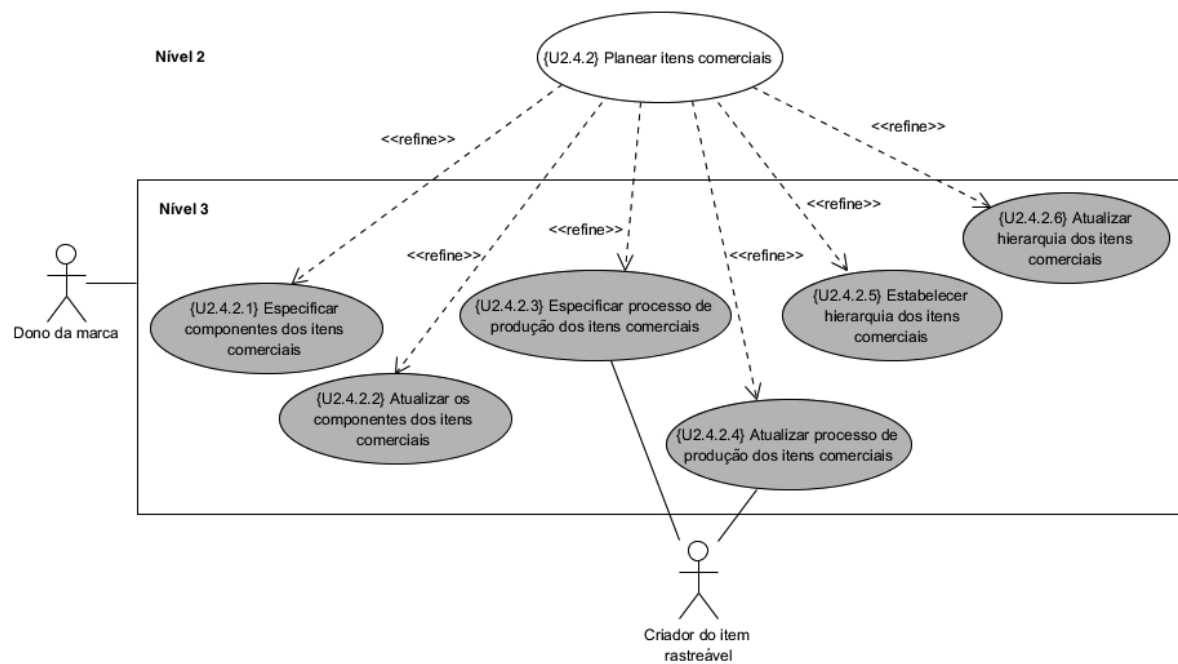 Nível 2
{U2.4.2} Planear itens comerciais
<<refine>>
<<refine>>
<<refine>>
<<refine>>
<<refine>>
<<refine>>
Nível 3
{U2.4.2.6} Atualizar
hierarquia dos itens
comerciais
{U2.4.2.1} Especificar
componentes dos itens
comerciais
{U2.4.2.3} Especificar processo de
produção dos itens comerciais
{U2.4.2.5} Estabelecer
hierarquia dos itens
comerciais
Dono da marca
{U2.4.2.2} Atualizar os
componentes dos itens
comerciais
{U2.4.2.4} Atualizar processo de
produção dos itens comerciais
Criador do item
rastreável